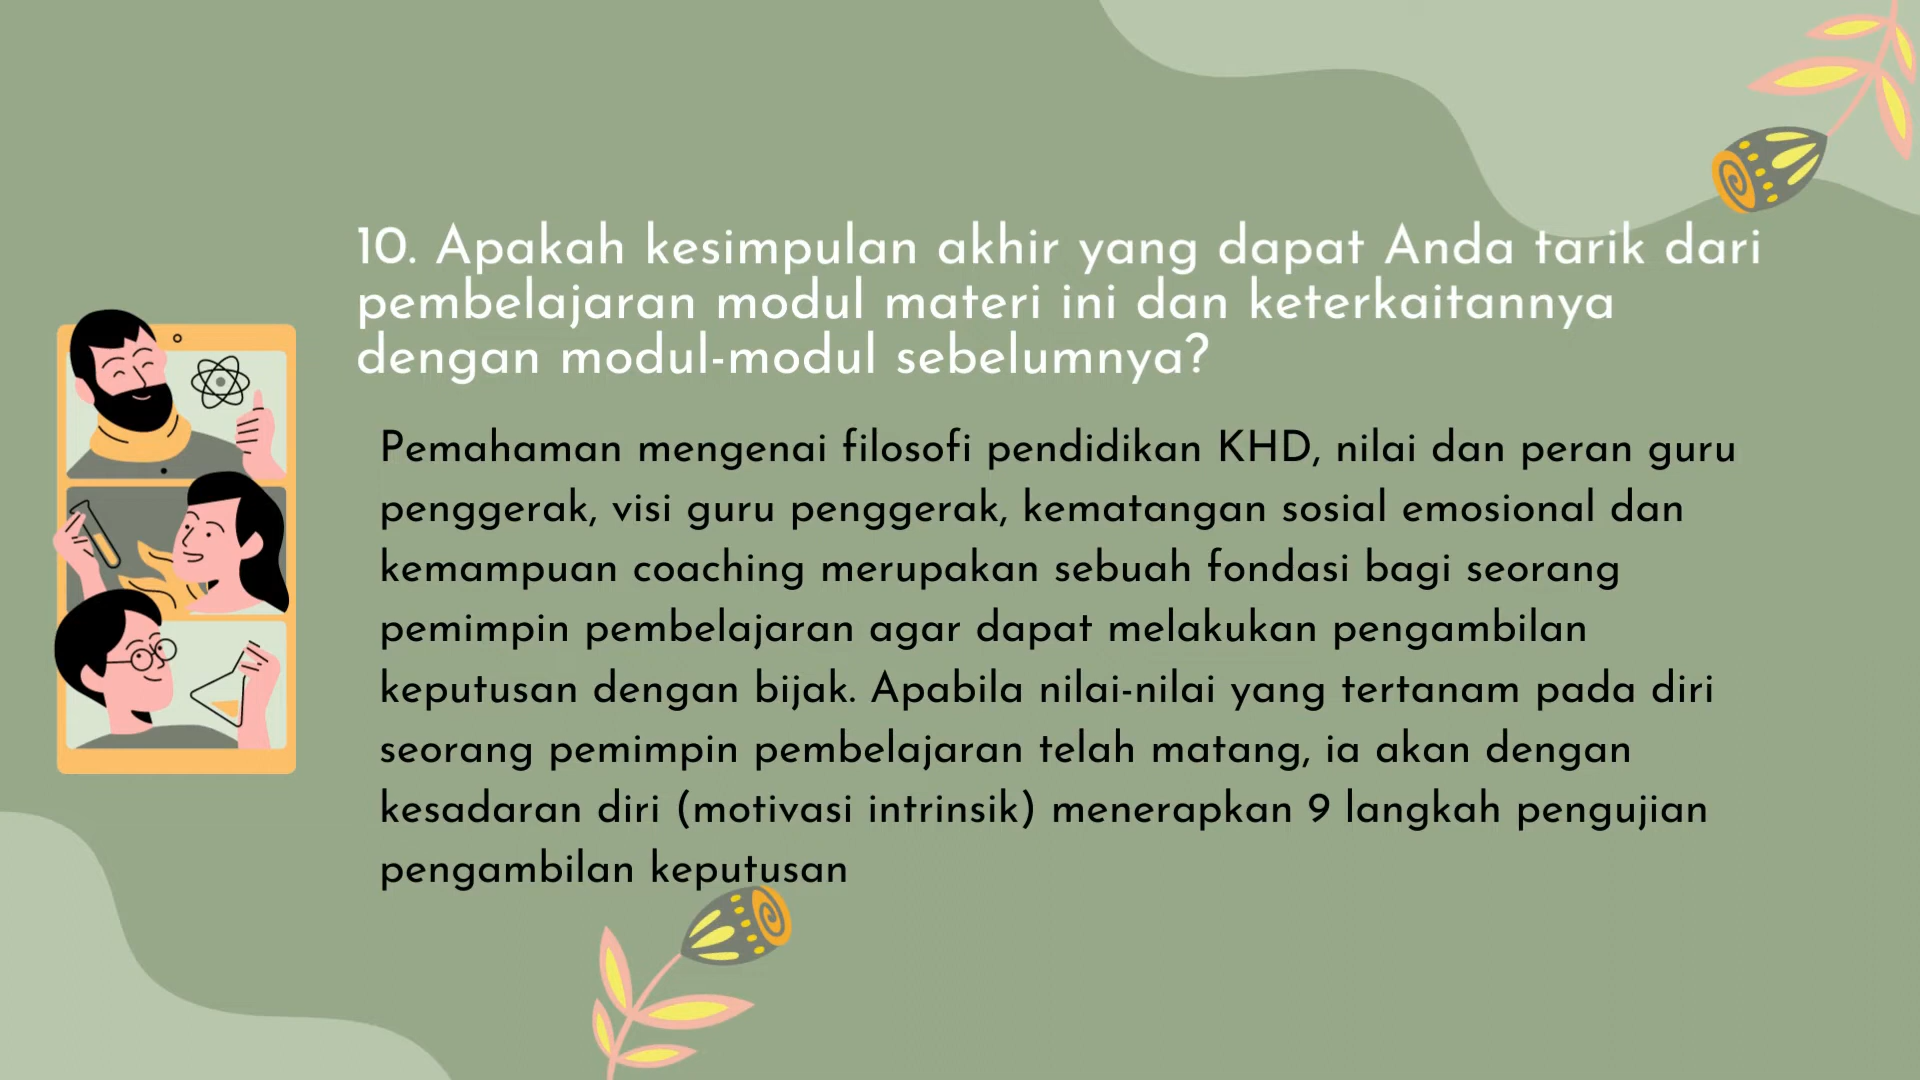 10. Apakah kesimpulan akhir yang dapat Anda tarik dari
pembelajaran modul materi ini dan keterkaitannya
dengan modul-modul sebelumnya?
Pemahaman mengenai filosofi pendidikan KHD, nilai dan peran guru
penggerak, visi guru penggerak, kematangan sosial emosional dan
kemampuan coaching merupakan sebuah fondasi bagi seorang
pemimpin pembelajaran agar dapat melakukan pengambilan
keputusan dengan bijak. Apabila nilai-nilai yang tertanam pada diri
seorang pemimpin pembelajaran telah matang, ia akan dengan
kesadaran diri (motivasi intrinsik) menerapkan 9 langkah pengujian
pengambilan keputusan